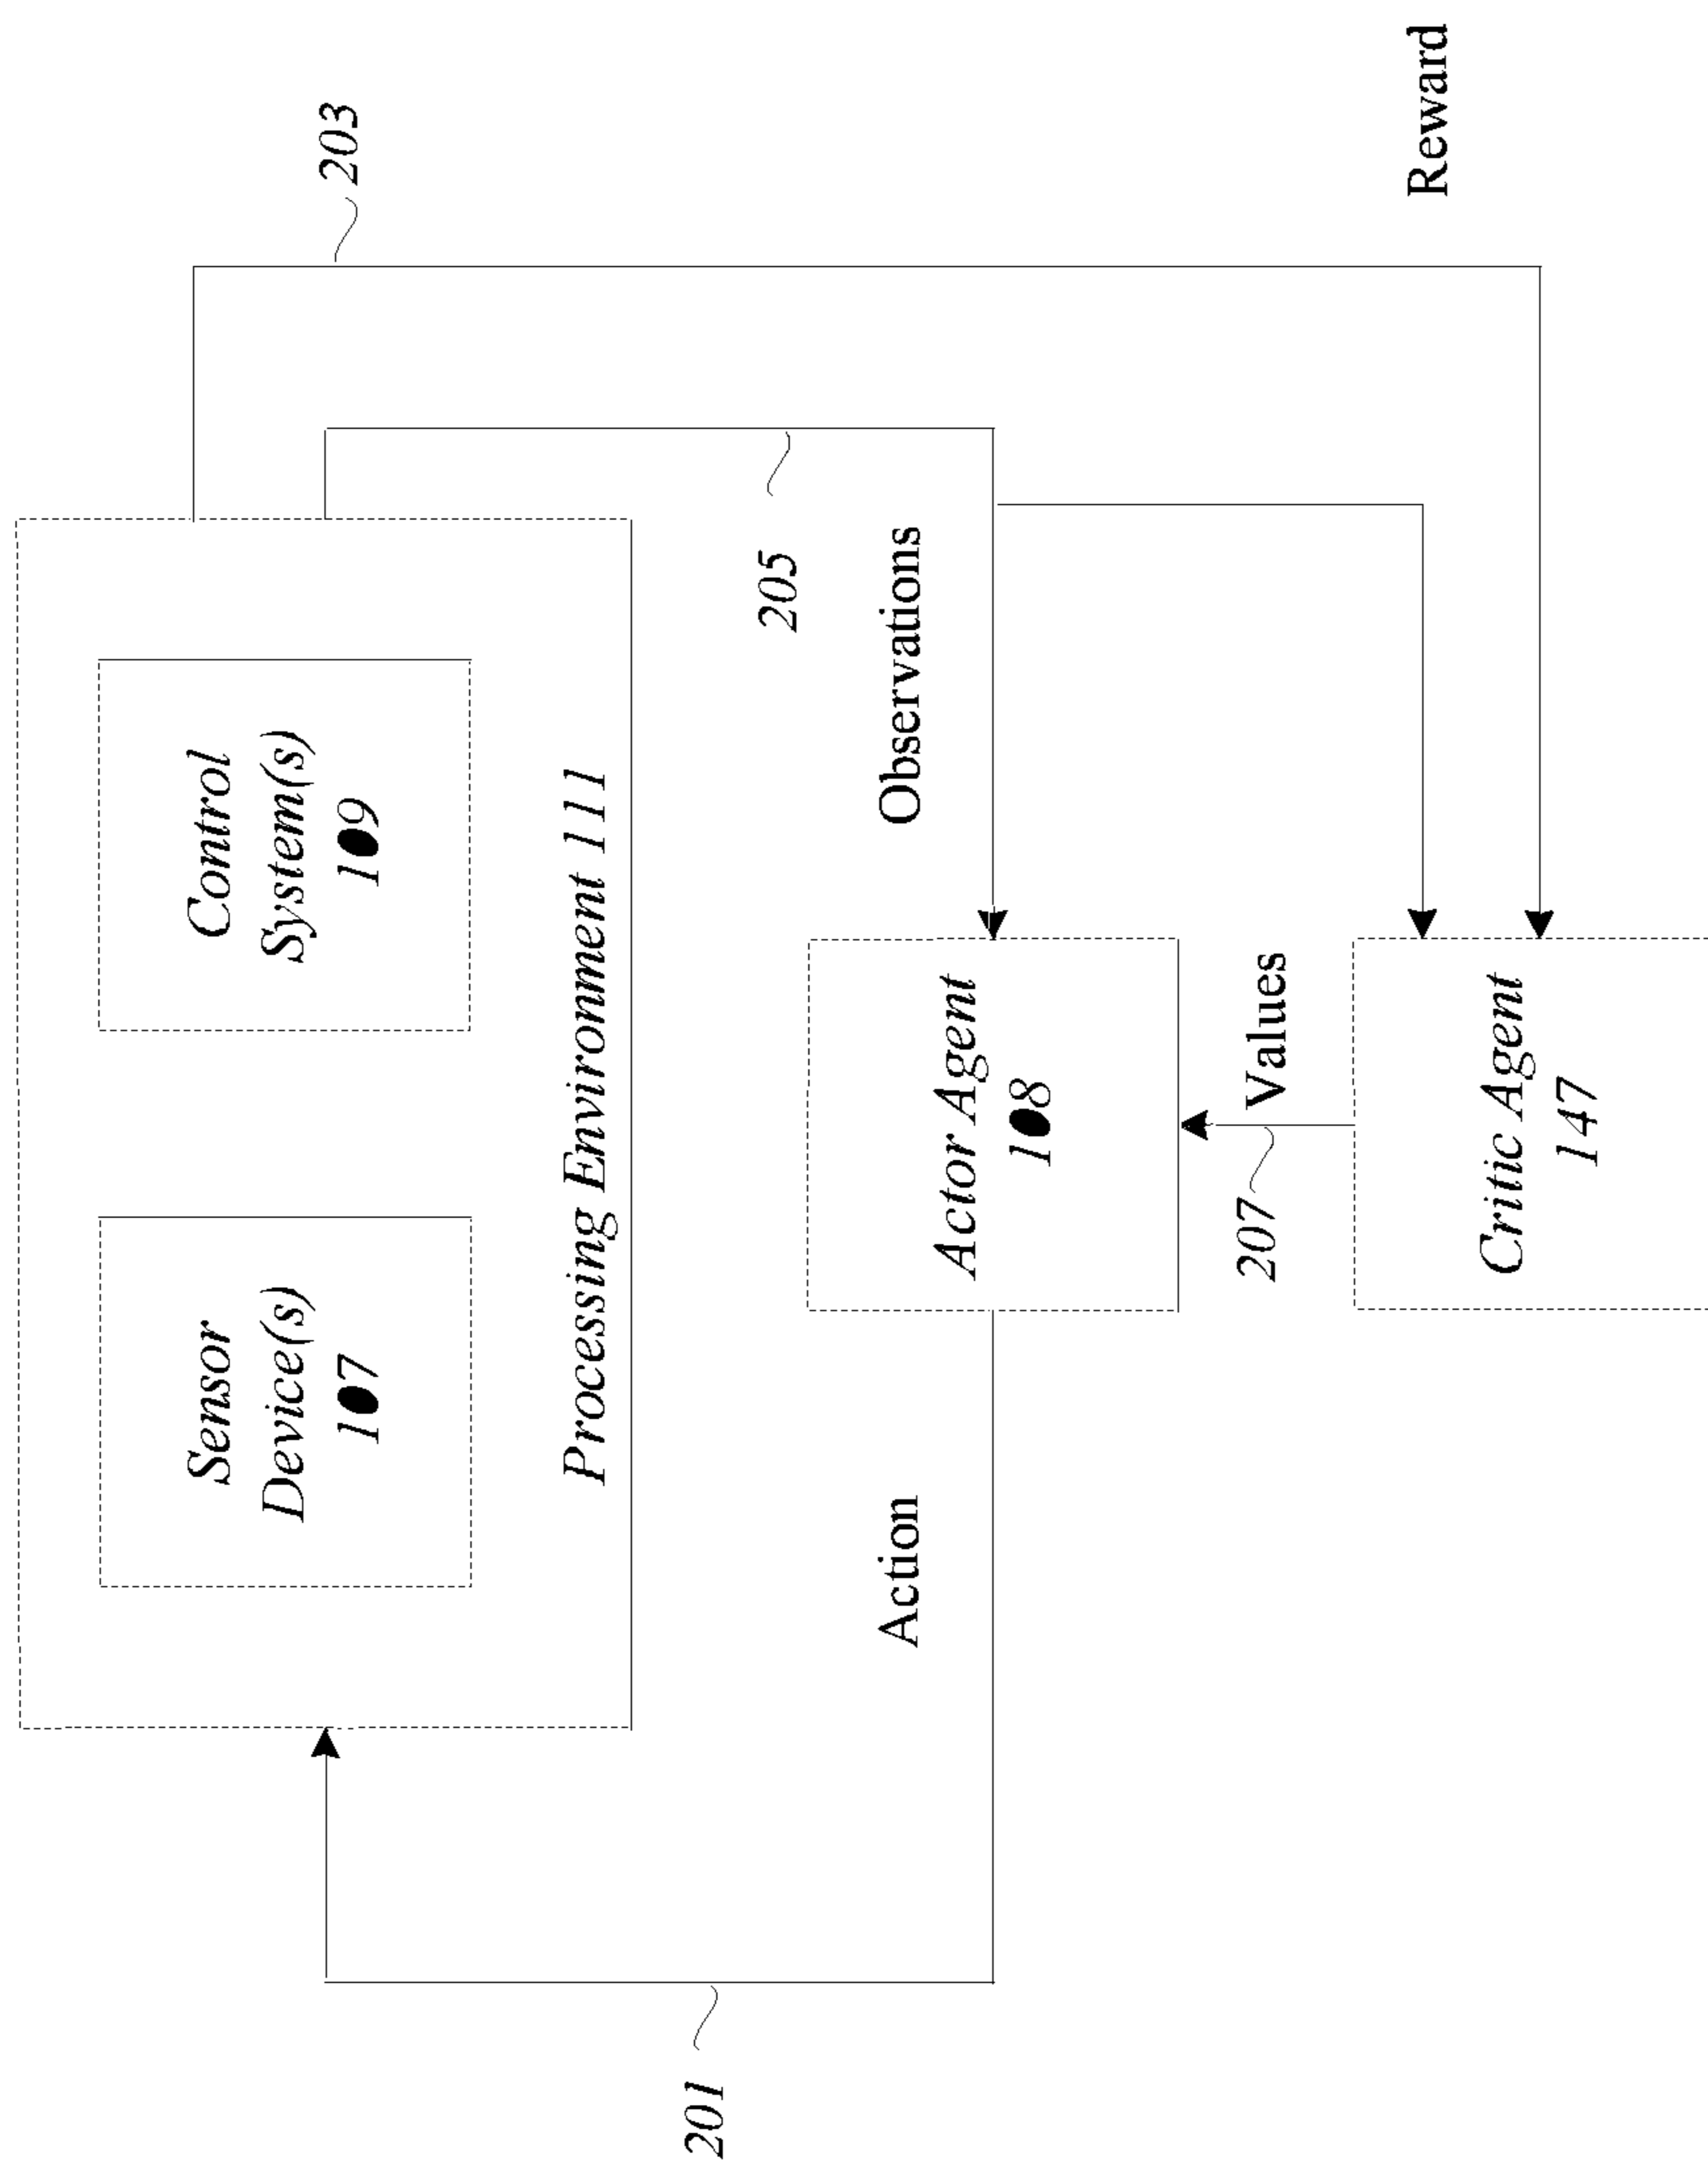 203
Sensor
Device(s)
107
Control
System(s)
109
Processing Environment 111
201
205
Action
Observations
Actor Agent
108
207
Values
Reward
Critic Agent
147